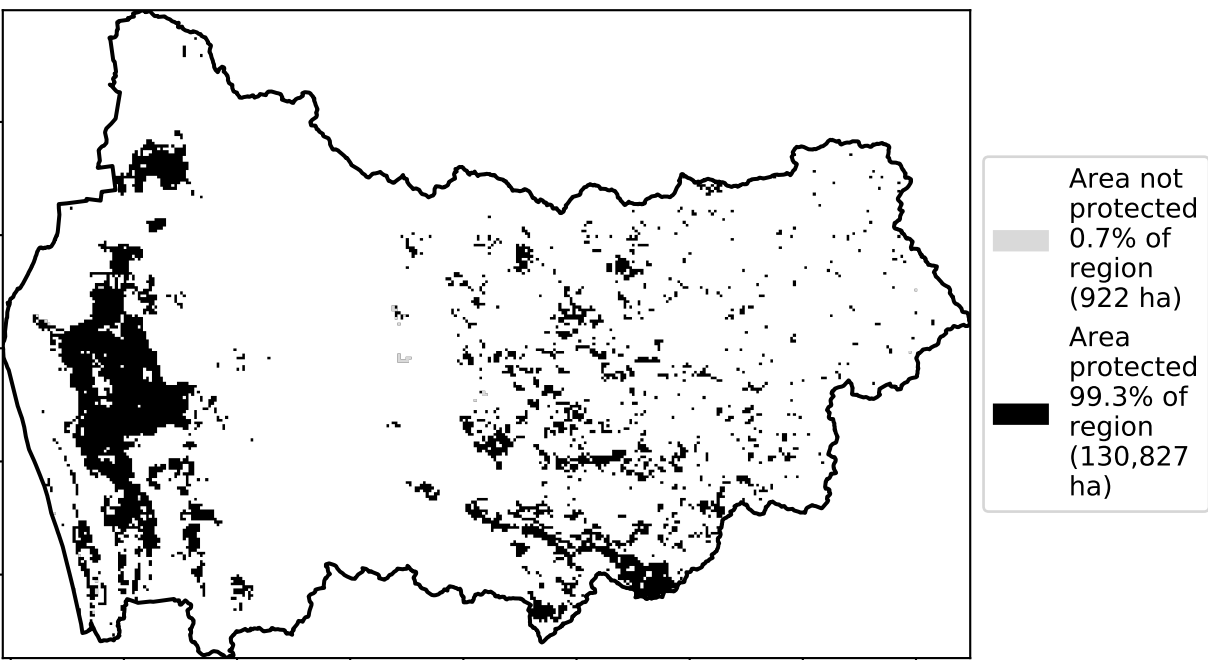 Area not
protected
0.7% of
region
(922 ha)
Area
protected
99.3% of
region
(130,827
ha)